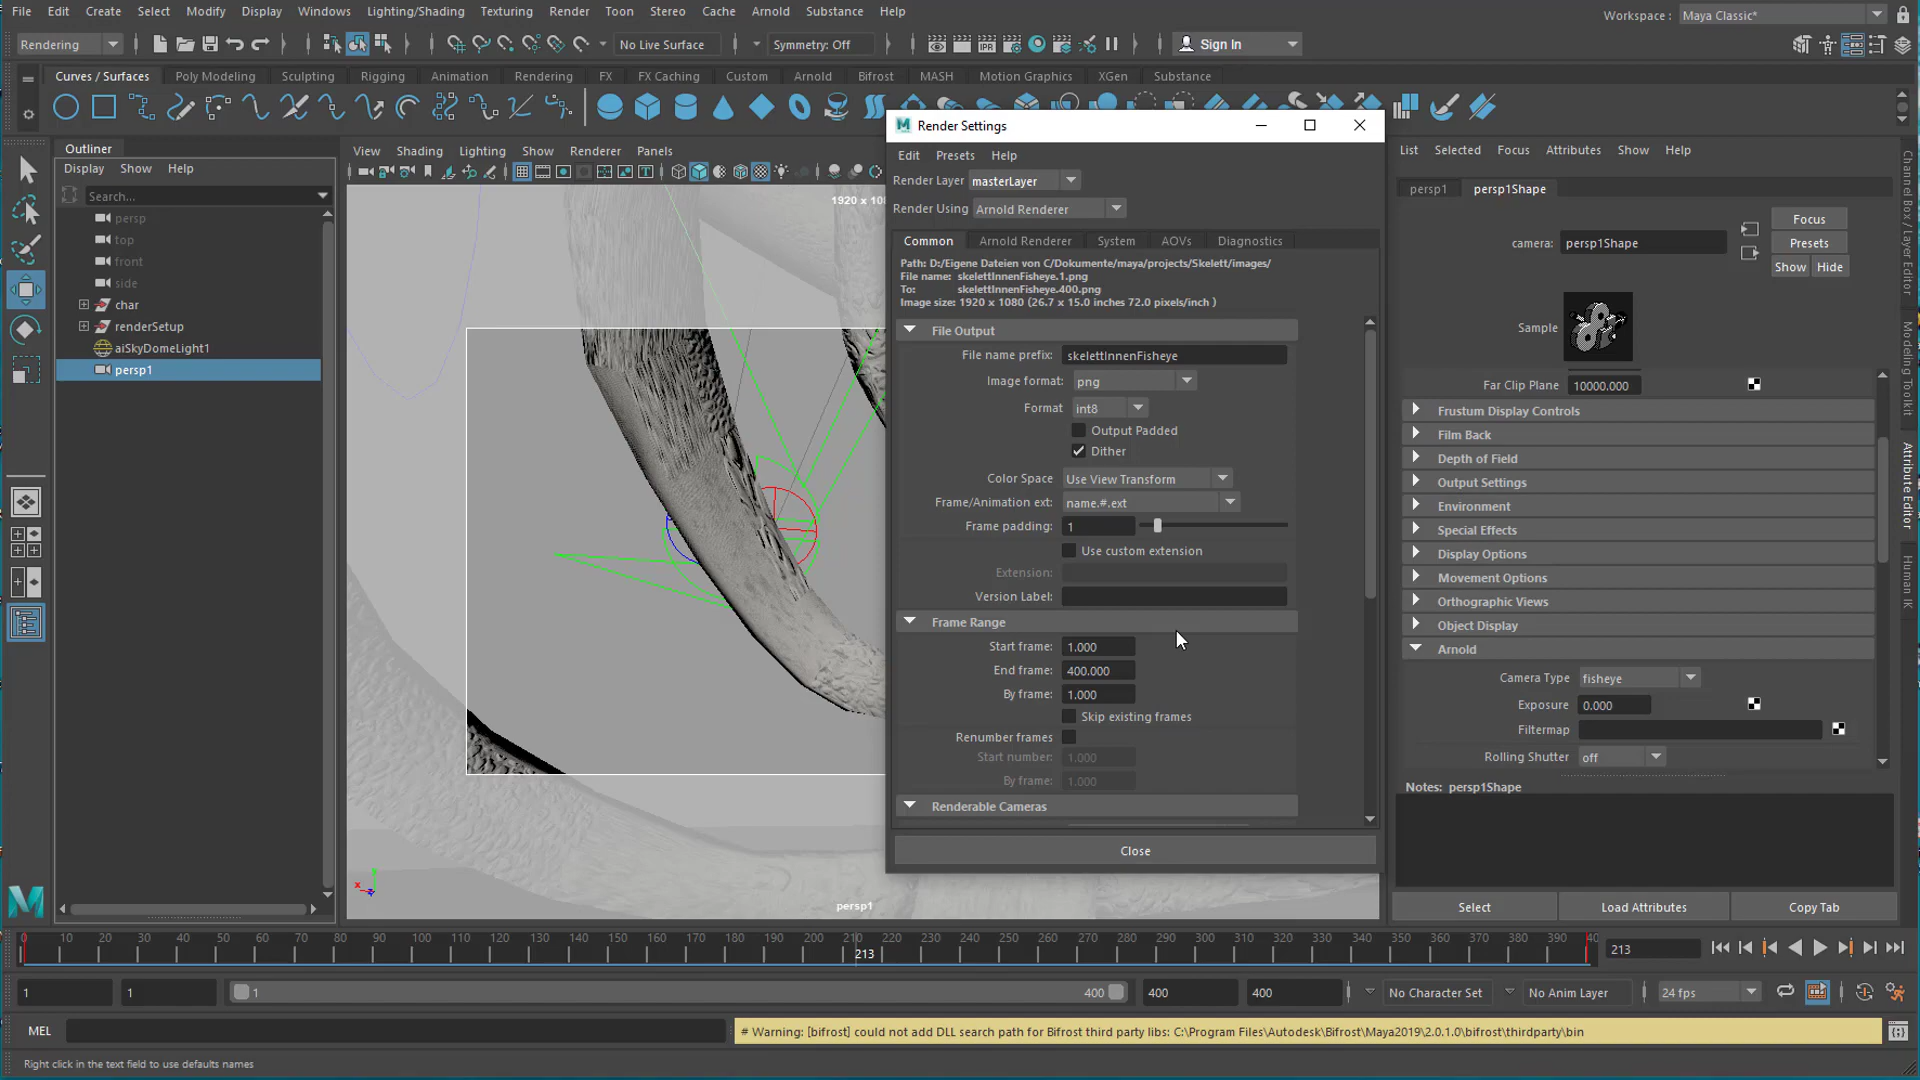 File Edit Create Select Modify Display Windows Lighting/Shading Texturing Render Toon Stereo Cache Arnold Substance Help
Workspace : Maya Classic*
Rendering No Live Surface Symmetry: Off Sign In
Curves / Surfaces Poly Modeling Sculpting Rigging Animation Rendering FX FX Caching Custom Arnold Bifrost MASH Motion Graphics XGen Substance
Outliner
Display Show Help
Search...
persp
top
front
side
char
renderSetup
aiSkyDomeLight1
persp1
View Shading Lighting Show Renderer Panels
1920 x 108
persp1
Render Settings
Edit Presets Help
Render Layer masterLayer
Render Using Arnold Renderer
Common Arnold Renderer System AOVs Diagnostics
Path: D:/Eigene Dateien von C/Dokumente/maya/projects/Skelett/images/
File name: skelettInnenFisheye.1.png
To: skelettInnenFisheye.400.png
Image size: 1920 x 1080 (26.7 x 15.0 inches 72.0 pixels/inch )
File Output
File name prefix: skelettInnenFisheye
Image format: png
Format int8
Output Padded
Dither
Color Space Use View Transform
Frame/Animation ext: name.#.ext
Frame padding: 1
Use custom extension
Extension:
Version Label:
Frame Range
Start frame: 1.000
End frame: 400.000
By frame: 1.000
Skip existing frames
Renumber frames
Start number: 1.000
By frame: 1.000
Renderable Cameras
Close
List Selected Focus Attributes Show Help
persp1 persp1Shape
camera: persp1Shape
Focus
Presets
Show Hide
Sample
Far Clip Plane 10000.000
Frustum Display Controls
Film Back
Depth of Field
Output Settings
Environment
Special Effects
Display Options
Movement Options
Orthographic Views
Object Display
Arnold
Camera Type fisheye
Exposure 0.000
Filtermap
Rolling Shutter off
Notes: persp1Shape
Select Load Attributes Copy Tab
Channel Box / Layer Editor
Modeling Toolkit
Attribute Editor
Human IK
0 10 20 30 40 50 60 70 80 90 100 110 120 130 140 150 160 170 180 190 200 210 220 230 240 250 260 270 280 290 300 310 320 330 340 350 360 370 380 390 40
213
213
1 1 1 400 400 400 No Character Set No Anim Layer 24 fps
MEL
# Warning: [bifrost] could not add DLL search path for Bifrost third party libs: C:\Program Files\Autodesk\Bifrost\Maya2019\2.0.1.0\bifrost\thirdparty\bin
Right click in the text field to use defaults names